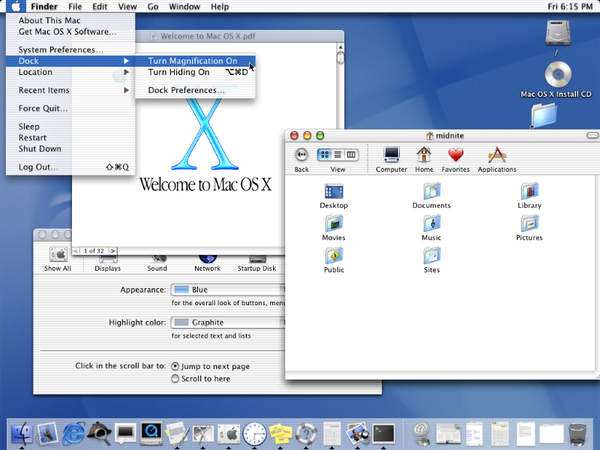 Finder File Edit View Go Window Help
Fri 6:15 PM
About This Mac
Get Mac OS X Software...
System Preferences...
Dock
Location
Recent Items
Force Quit...
Sleep
Restart
Shut Down
Log Out... ⇧⌘Q
Turn Magnification On
Turn Hiding On ⌥⌘D
Dock Preferences...
Welcome to Mac OS X.pdf
Welcome to Mac OS X
1 of 32
/
Mac OS X Install CD
midnite
Back View Computer Home Favorites Applications
Desktop Documents Library
Movies Music Pictures
Public Sites
Show All Displays Sound Network Startup Disk
Appearance: Blue
for the overall look of buttons, menu
Highlight color: Graphite
for selected text and lists
Click in the scroll bar to: Jump to next page
Scroll to here